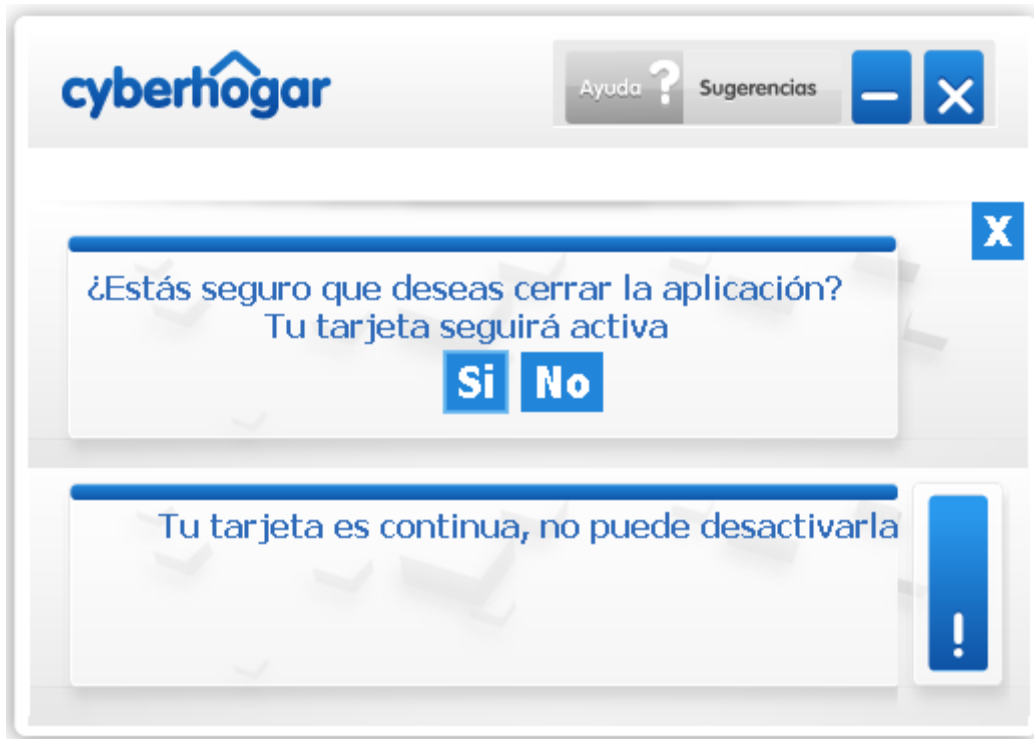 cyberhogar
Ayuda ? Sugerencias
X
¿Estás seguro que deseas cerrar la aplicación?
Tu tarjeta seguirá activa
Si No
Tu tarjeta es continua, no puede desactivarla
!